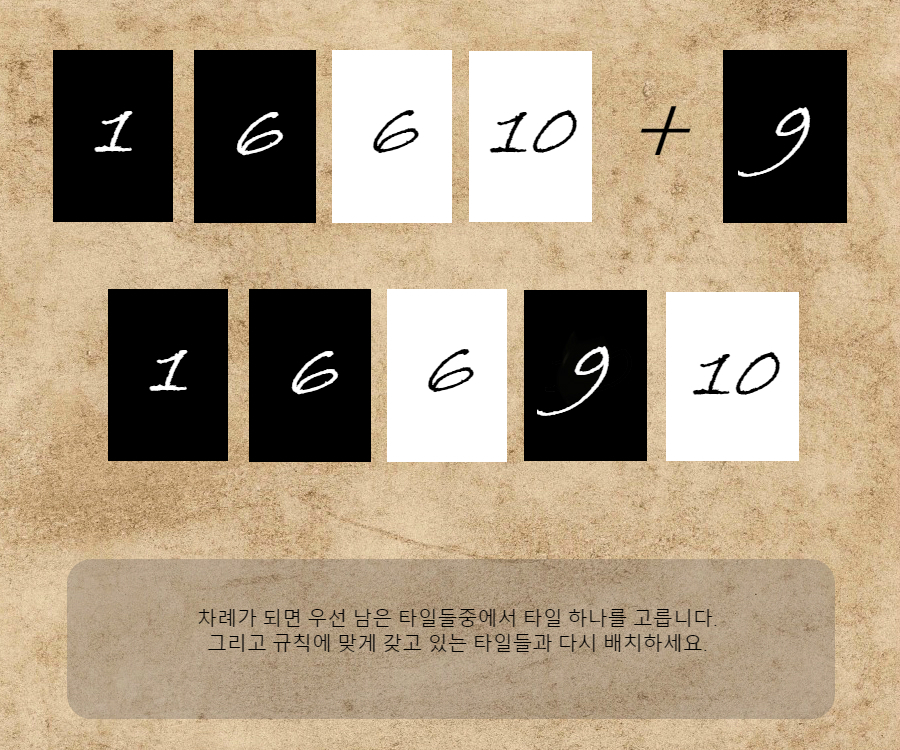 1 6 6 10 + 9
1 6 6 9 10
차례가 되면 우선 남은 타일들중에서 타일 하나를 고릅니다.
그리고 규칙에 맞게 갖고 있는 타일들과 다시 배치하세요.